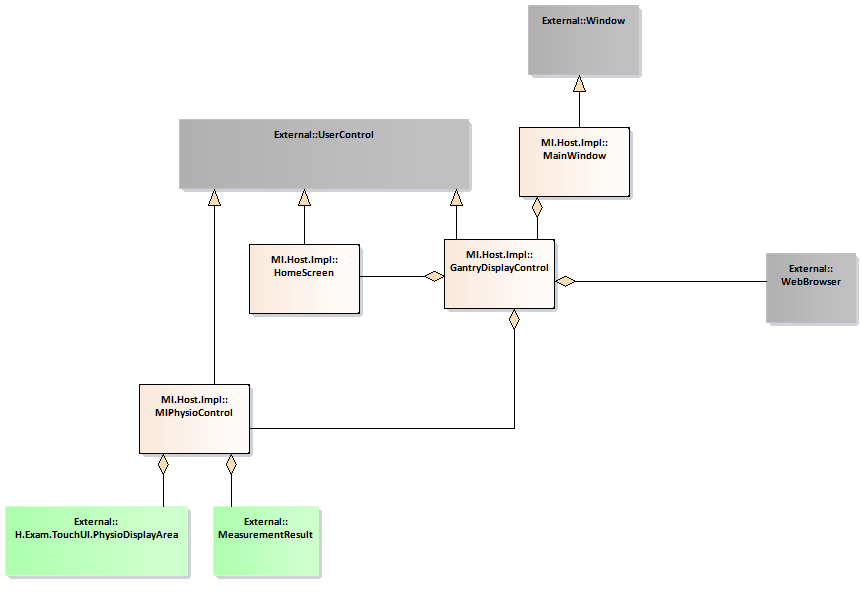 External::Window
External::UserControl
MI.Host.Impl::
MainWindow
MI.Host.Impl::
HomeScreen
MI.Host.Impl::
GantryDisplayControl
External::
WebBrowser
MI.Host.Impl::
MIPhysioControl
External::
H.Exam.TouchUI.PhysioDisplayArea
External::
MeasurementResult